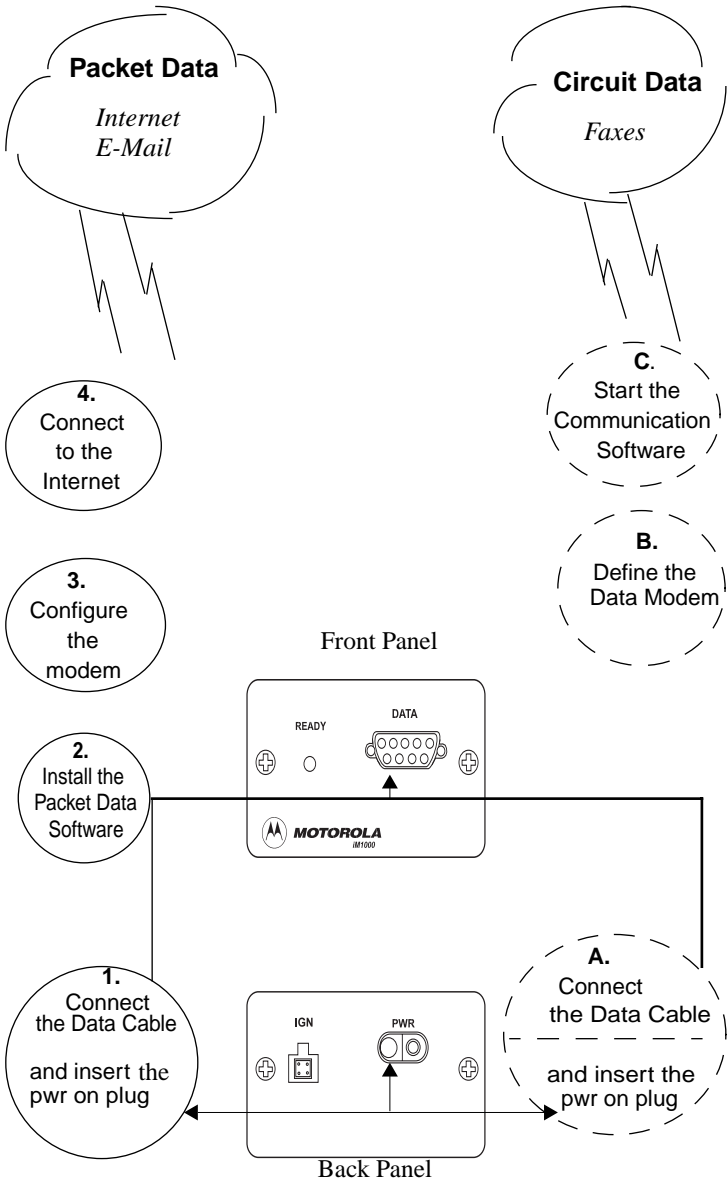 Packet Data
Internet
E-Mail
Circuit Data
Faxes
4.
Connect
to the
Internet
C.
Start the
Communication
Software
3.
Configure
the
modem
B.
Define the
Data Modem
Front Panel
READY
DATA
MOTOROLA
iM1000
2.
Install the
Packet Data
Software
1.
Connect
the Data Cable
and insert the
pwr on plug
IGN
PWR
A.
Connect
the Data Cable
and insert the
pwr on plug
Back Panel